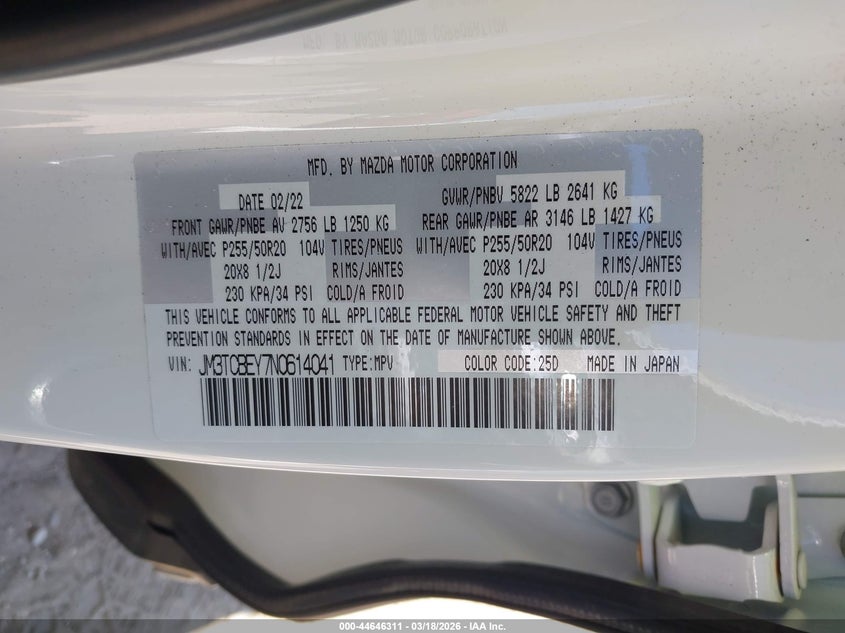 MFD. BY MAZDA MOTOR CORPORATION
DATE 02/22 GVWR/PNBV 5822 LB 2641 KG
FRONT GAWR/PNBE AV 2756 LB 1250 KG REAR GAWR/PNBE AR 3146 LB 1427 KG
WITH/AVEC P255/50R20 104V TIRES/PNEUS WITH/AVEC P255/50R20 104V TIRES/PNEUS
20X8 1/2J RIMS/JANTES 20X8 1/2J RIMS/JANTES
230 KPA/34 PSI COLD/A FROID 230 KPA/34 PSI COLD/A FROID
THIS VEHICLE CONFORMS TO ALL APPLICABLE FEDERAL MOTOR VEHICLE SAFETY AND THEFT
PREVENTION STANDARDS IN EFFECT ON THE DATE OF MANUFACTURE SHOWN ABOVE.
VIN: JM3TCBEY7N0614041 TYPE:MPV COLOR CODE:25D MADE IN JAPAN
000-44646311 — 03/18/2026 — IAA Inc.